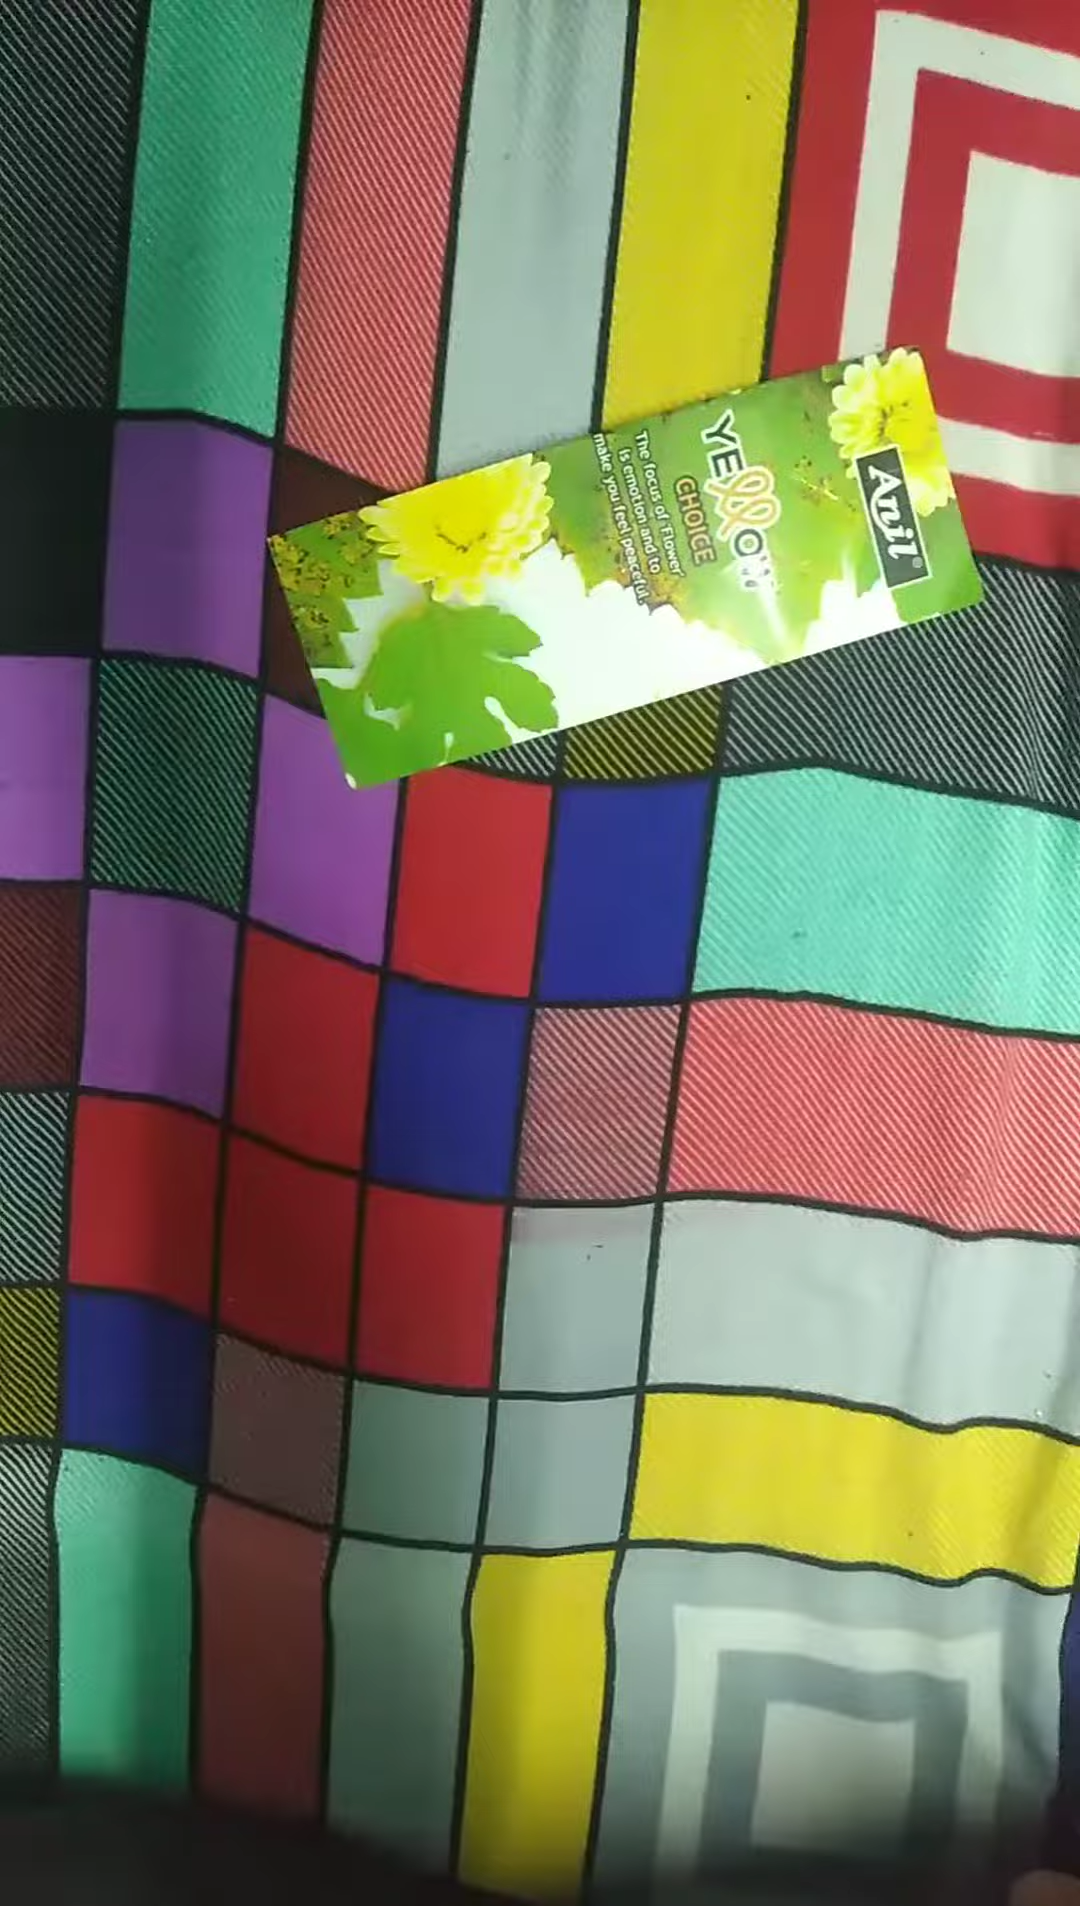 Anil®
YEllOW
CHOICE
The focus of 'Flower'
is emotion and to
make you feel peaceful.